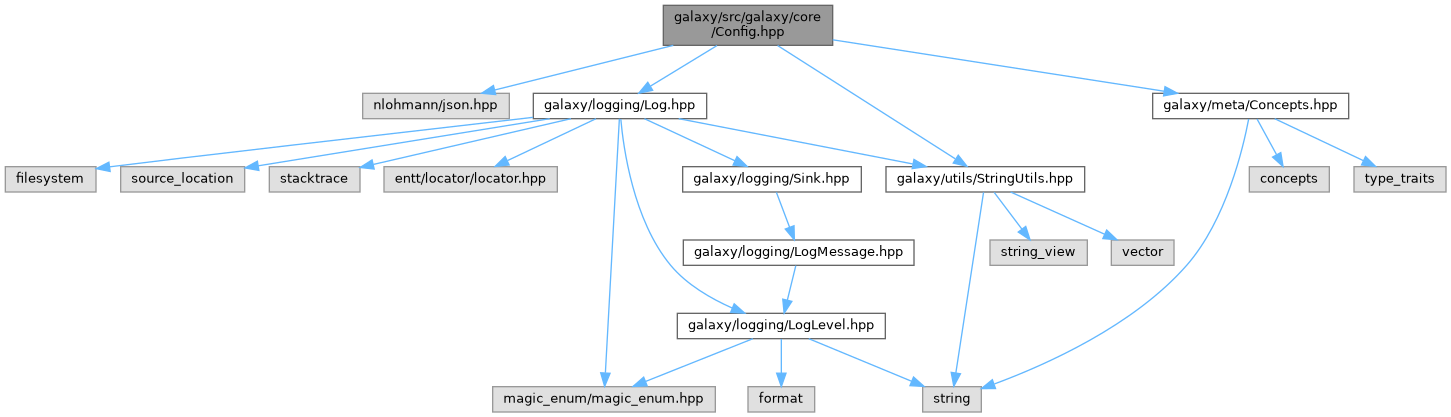 galaxy/src/galaxy/core
/Config.hpp
nlohmann/json.hpp
galaxy/logging/Log.hpp
galaxy/meta/Concepts.hpp
filesystem
source_location
stacktrace
entt/locator/locator.hpp
galaxy/logging/Sink.hpp
galaxy/utils/StringUtils.hpp
concepts
type_traits
galaxy/logging/LogMessage.hpp
string_view
vector
galaxy/logging/LogLevel.hpp
magic_enum/magic_enum.hpp
format
string